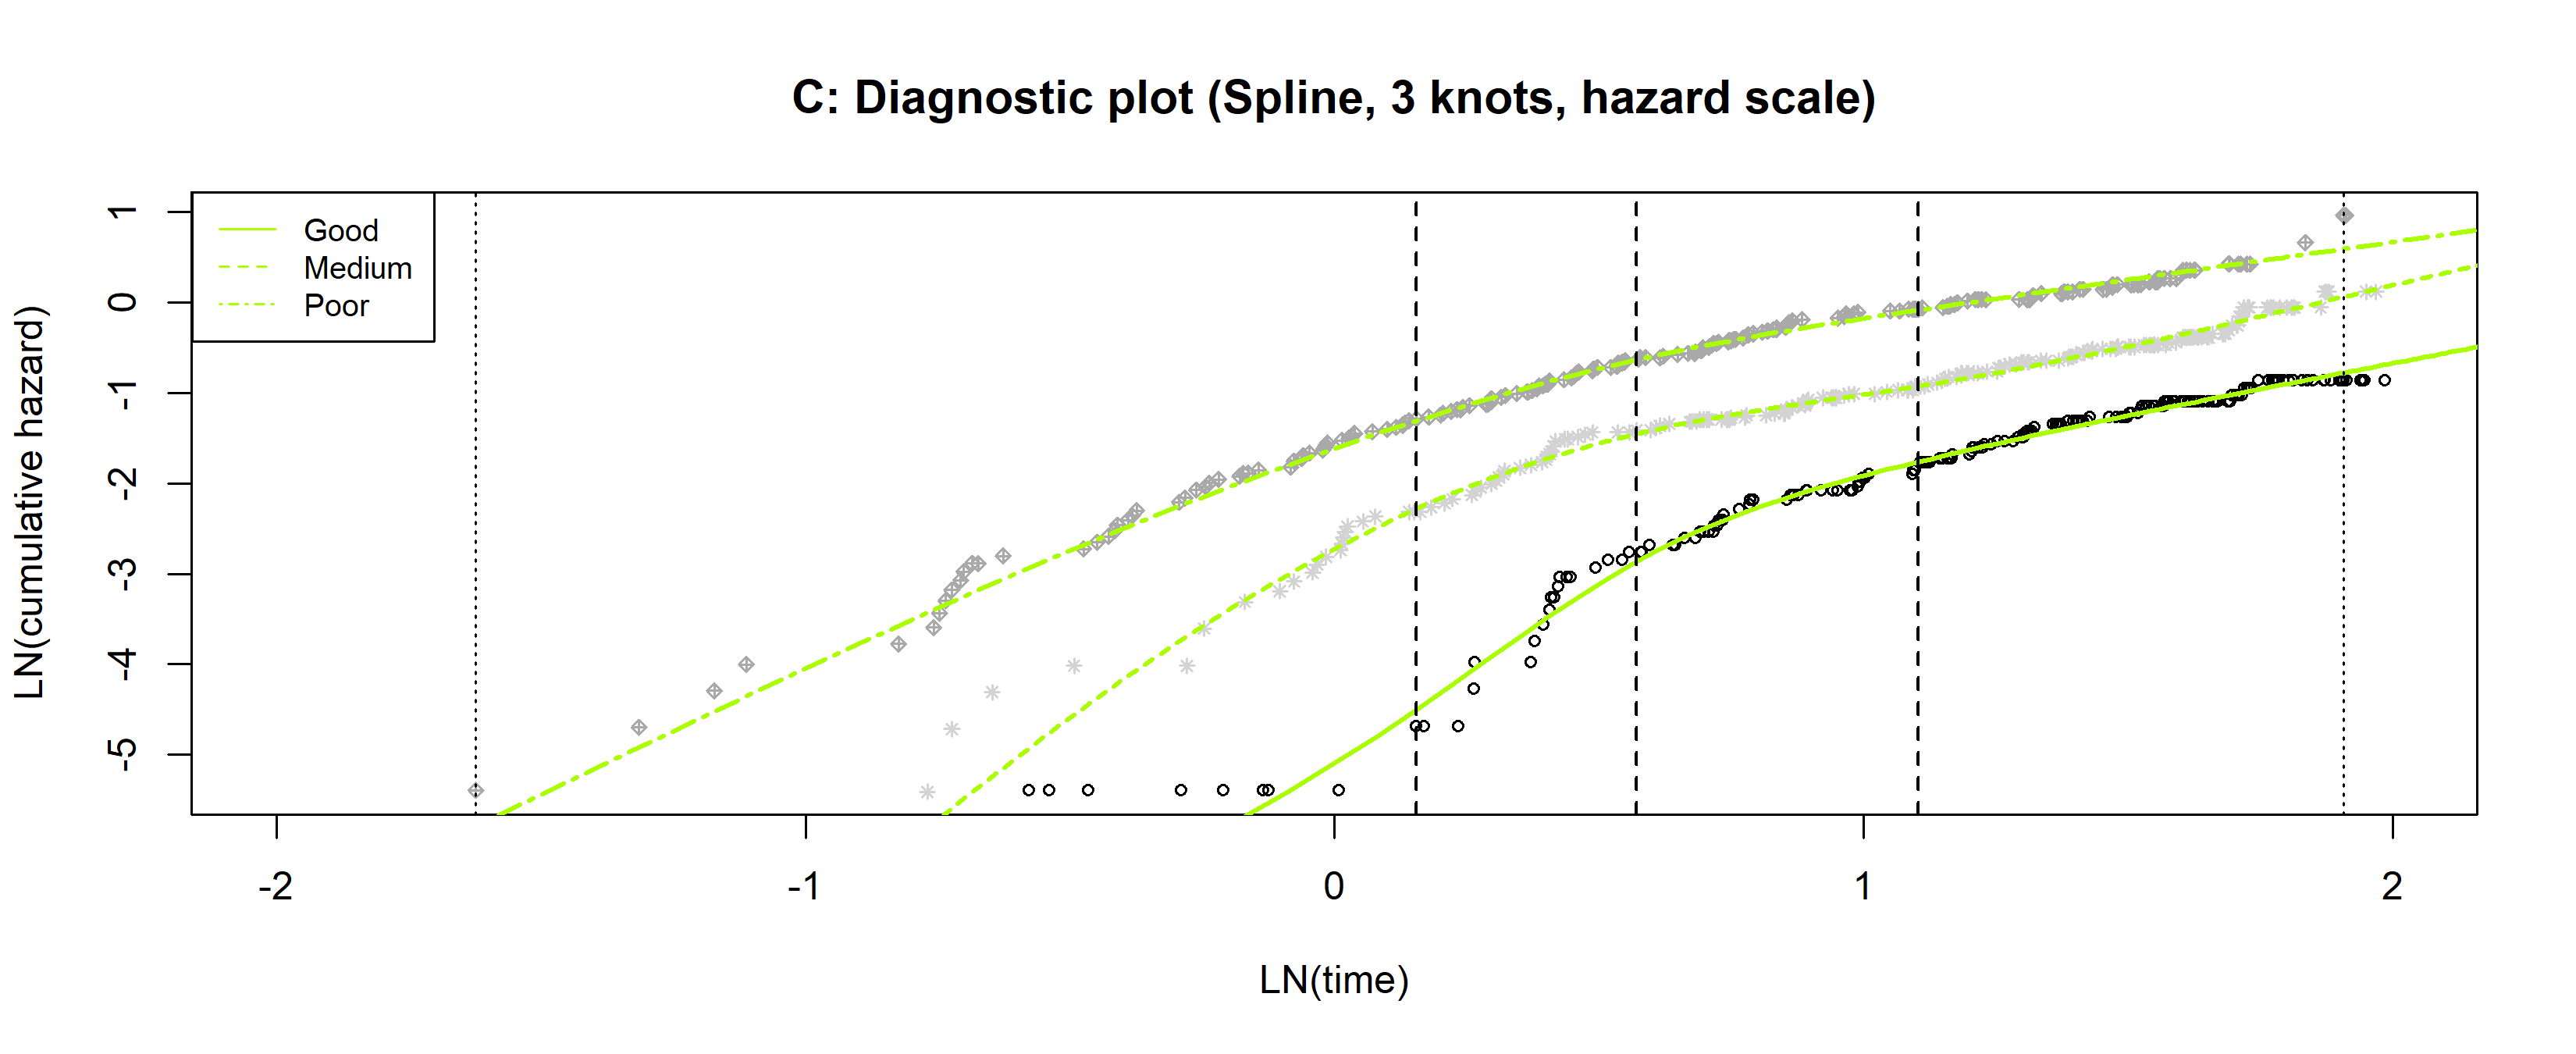 C: Diagnostic plot (Spline, 3 knots, hazard scale)
Good
Medium
Poor
LN(cumulative hazard)
1
0
-1
-2
-3
-4
-5
-2
-1
0
1
2
LN(time)